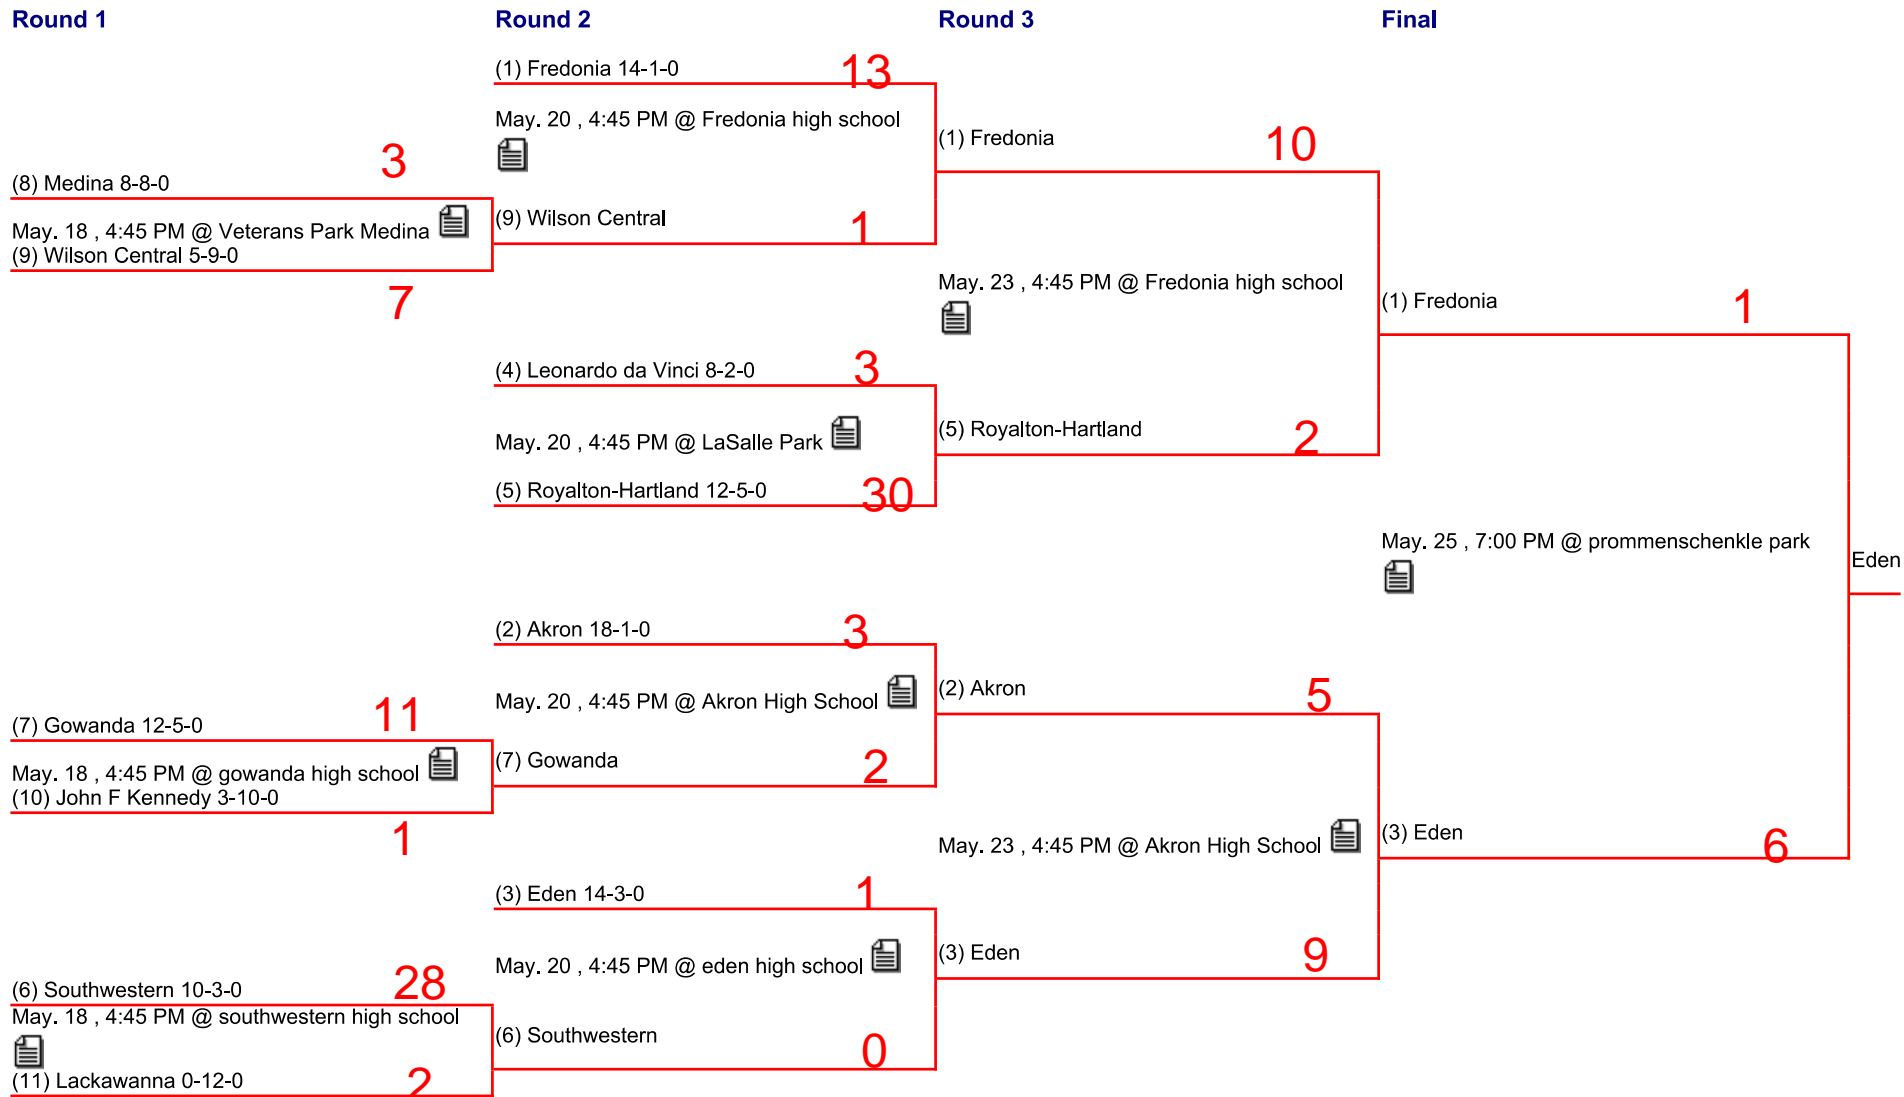 Round 1
Round 2
Round 3
Final
(8) Medina 8-8-0
3
May. 18 , 4:45 PM @ Veterans Park Medina
(9) Wilson Central 5-9-0
7
(7) Gowanda 12-5-0
11
May. 18 , 4:45 PM @ gowanda high school
(10) John F Kennedy 3-10-0
1
(6) Southwestern 10-3-0
28
May. 18 , 4:45 PM @ southwestern high school
(11) Lackawanna 0-12-0
2
(1) Fredonia 14-1-0
13
May. 20 , 4:45 PM @ Fredonia high school
(9) Wilson Central
1
(4) Leonardo da Vinci 8-2-0
3
May. 20 , 4:45 PM @ LaSalle Park
(5) Royalton-Hartland 12-5-0
30
(2) Akron 18-1-0
3
May. 20 , 4:45 PM @ Akron High School
(7) Gowanda
2
(3) Eden 14-3-0
1
May. 20 , 4:45 PM @ eden high school
(6) Southwestern
0
(1) Fredonia
10
May. 23 , 4:45 PM @ Fredonia high school
(5) Royalton-Hartland
2
(2) Akron
5
May. 23 , 4:45 PM @ Akron High School
(3) Eden
9
(1) Fredonia
1
May. 25 , 7:00 PM @ prommenschenkle park
(3) Eden
6
Eden